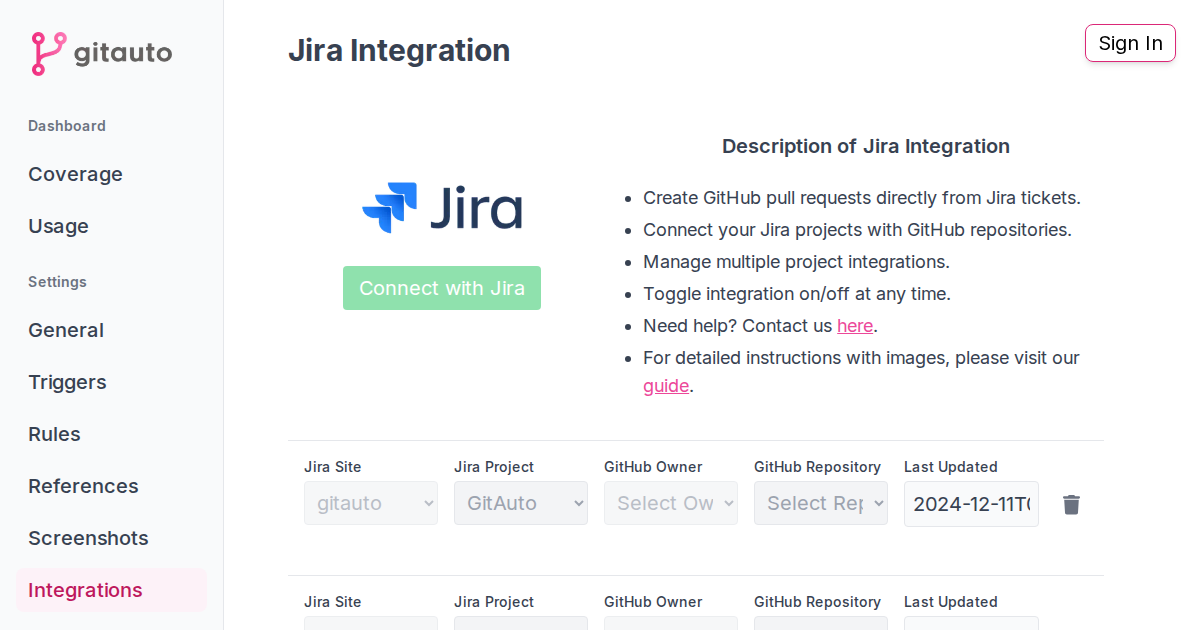 gitauto
Dashboard
Coverage
Usage
Settings
General
Triggers
Rules
References
Screenshots
Integrations
Jira Integration
Sign In
Jira
Connect with Jira
Description of Jira Integration
Create GitHub pull requests directly from Jira tickets.
Connect your Jira projects with GitHub repositories.
Manage multiple project integrations.
Toggle integration on/off at any time.
Need help? Contact us here.
For detailed instructions with images, please visit our
guide.
Jira Site Jira Project GitHub Owner GitHub Repository Last Updated
gitauto GitAuto Select Ow Select Rep 2024-12-11T0
Jira Site Jira Project GitHub Owner GitHub Repository Last Updated